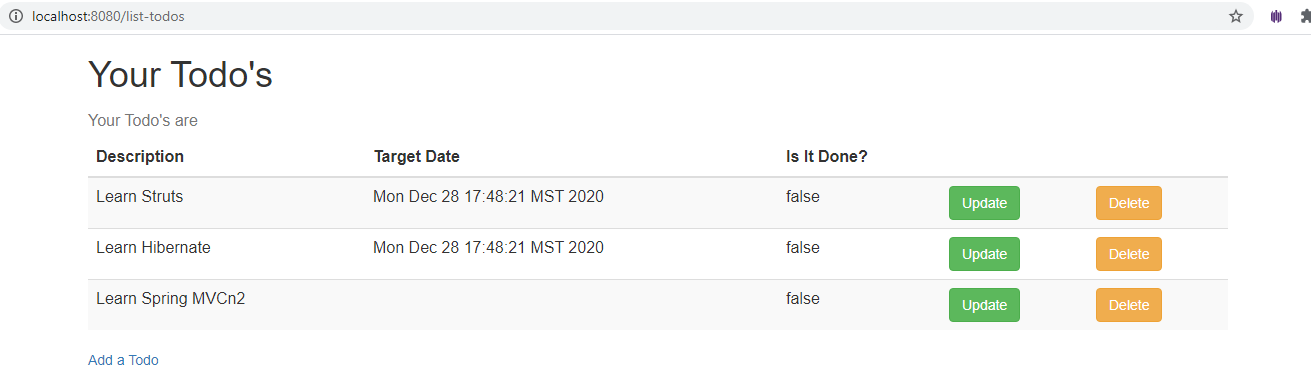 localhost:8080/list-todos
Your Todo's
Your Todo's are
Description Target Date Is It Done?
Learn Struts Mon Dec 28 17:48:21 MST 2020 false Update Delete
Learn Hibernate Mon Dec 28 17:48:21 MST 2020 false Update Delete
Learn Spring MVCn2 false Update Delete
Add a Todo